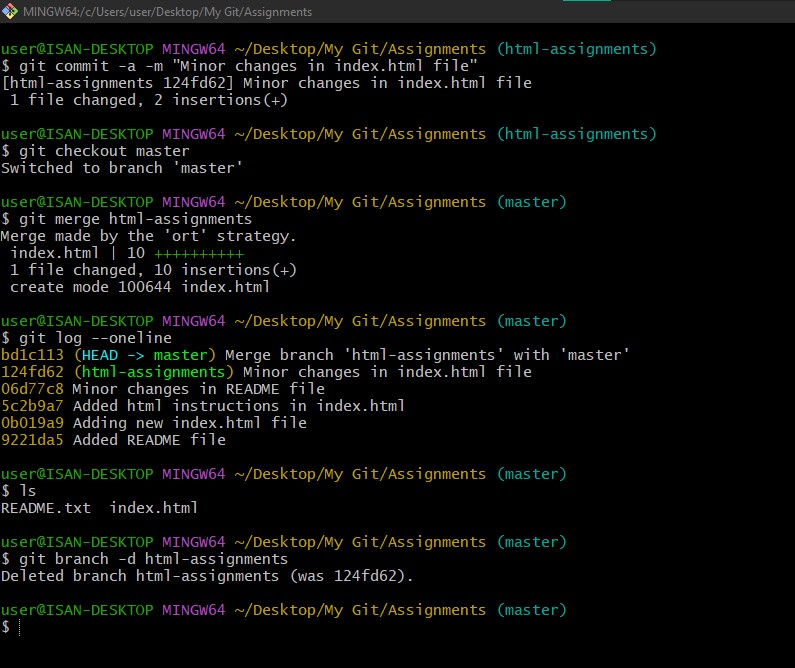 MINGW64:/c/Users/user/Desktop/My Git/Assignments
user@ISAN-DESKTOP MINGW64 ~/Desktop/My Git/Assignments (html-assignments)
$ git commit -a -m "Minor changes in index.html file"
[html-assignments 124fd62] Minor changes in index.html file
 1 file changed, 2 insertions(+)
user@ISAN-DESKTOP MINGW64 ~/Desktop/My Git/Assignments (html-assignments)
$ git checkout master
Switched to branch 'master'
user@ISAN-DESKTOP MINGW64 ~/Desktop/My Git/Assignments (master)
$ git merge html-assignments
Merge made by the 'ort' strategy.
 index.html | 10 ++++++++++
 1 file changed, 10 insertions(+)
 create mode 100644 index.html
user@ISAN-DESKTOP MINGW64 ~/Desktop/My Git/Assignments (master)
$ git log --oneline
bd1c113 (HEAD -> master) Merge branch 'html-assignments' with 'master'
124fd62 (html-assignments) Minor changes in index.html file
06d77c8 Minor changes in README file
5c2b9a7 Added html instructions in index.html
0b019a9 Adding new index.html file
9221da5 Added README file
user@ISAN-DESKTOP MINGW64 ~/Desktop/My Git/Assignments (master)
$ ls
README.txt  index.html
user@ISAN-DESKTOP MINGW64 ~/Desktop/My Git/Assignments (master)
$ git branch -d html-assignments
Deleted branch html-assignments (was 124fd62).
user@ISAN-DESKTOP MINGW64 ~/Desktop/My Git/Assignments (master)
$